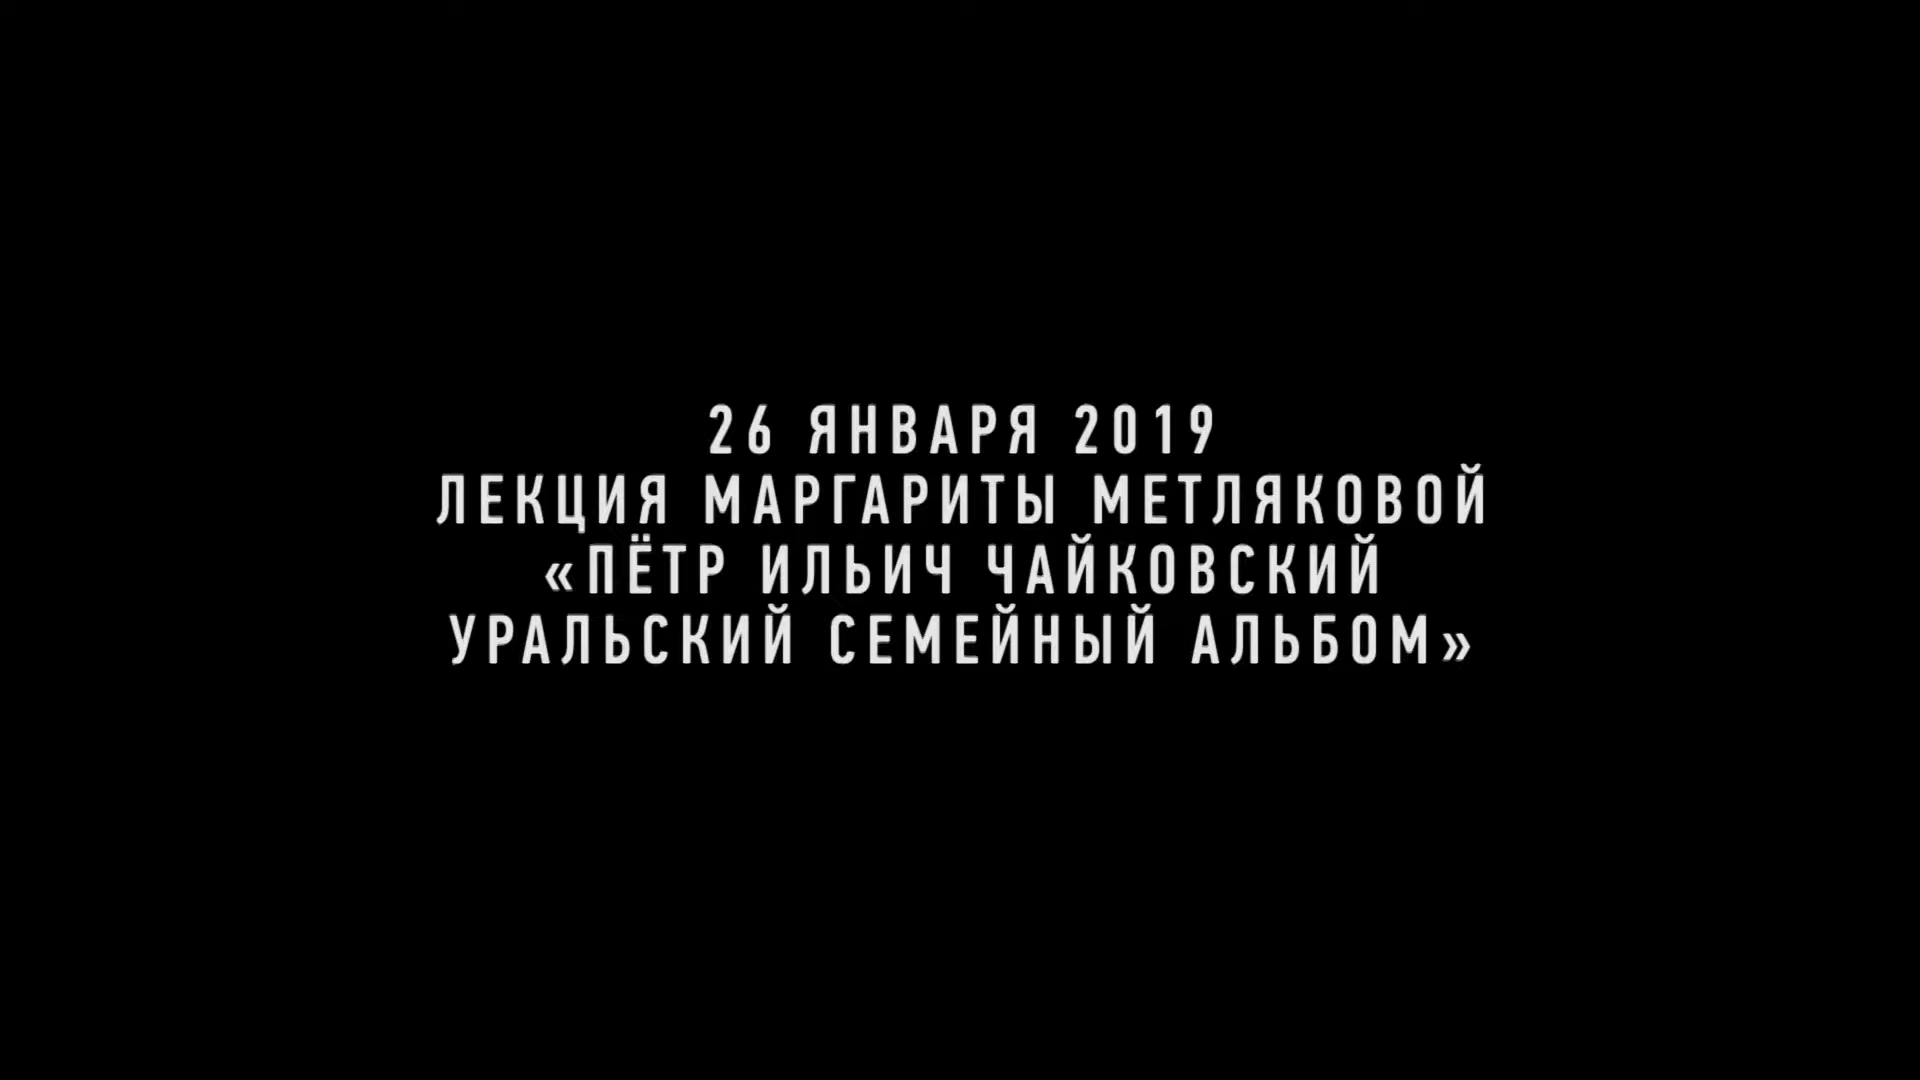 26 ЯНВАРЯ 2019
ЛЕКЦИЯ МАРГАРИТЫ МЕТЛЯКОВОЙ
«ПЁТР ИЛЬИЧ ЧАЙКОВСКИЙ
УРАЛЬСКИЙ СЕМЕЙНЫЙ АЛЬБОМ»